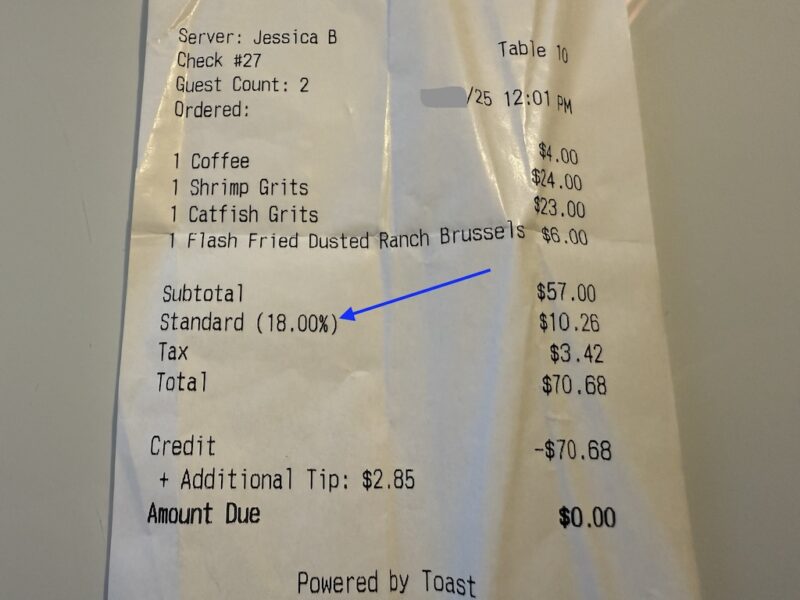 Server: Jessica B
Check #27 Table 10
Guest Count: 2
Ordered: /25 12:01 PM
1 Coffee $4.00
1 Shrimp Grits $24.00
1 Catfish Grits $23.00
1 Flash Fried Dusted Ranch Brussels $6.00
Subtotal $57.00
Standard (18.00%) $10.26
Tax $3.42
Total $70.68
Credit -$70.68
+ Additional Tip: $2.85
Amount Due $0.00
Powered by Toast